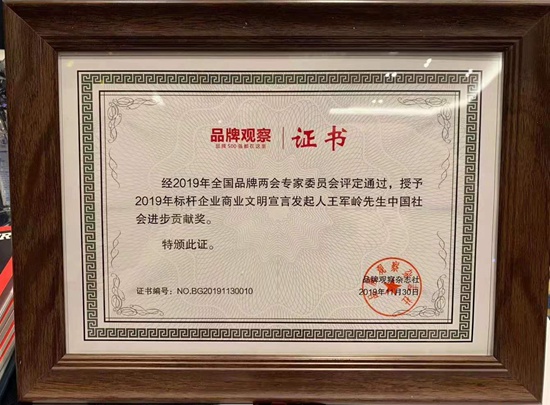 品牌观察 | 证书
品牌500强都在读看
经2019年全国品牌两会专家委员会评定通过，授予
2019年标杆企业商业文明宣言发起人王军岭先生中国社
会进步贡献奖。
特颁此证。
品牌观察杂志社
证书编号：NO.BG20191130010
2019年11月30日